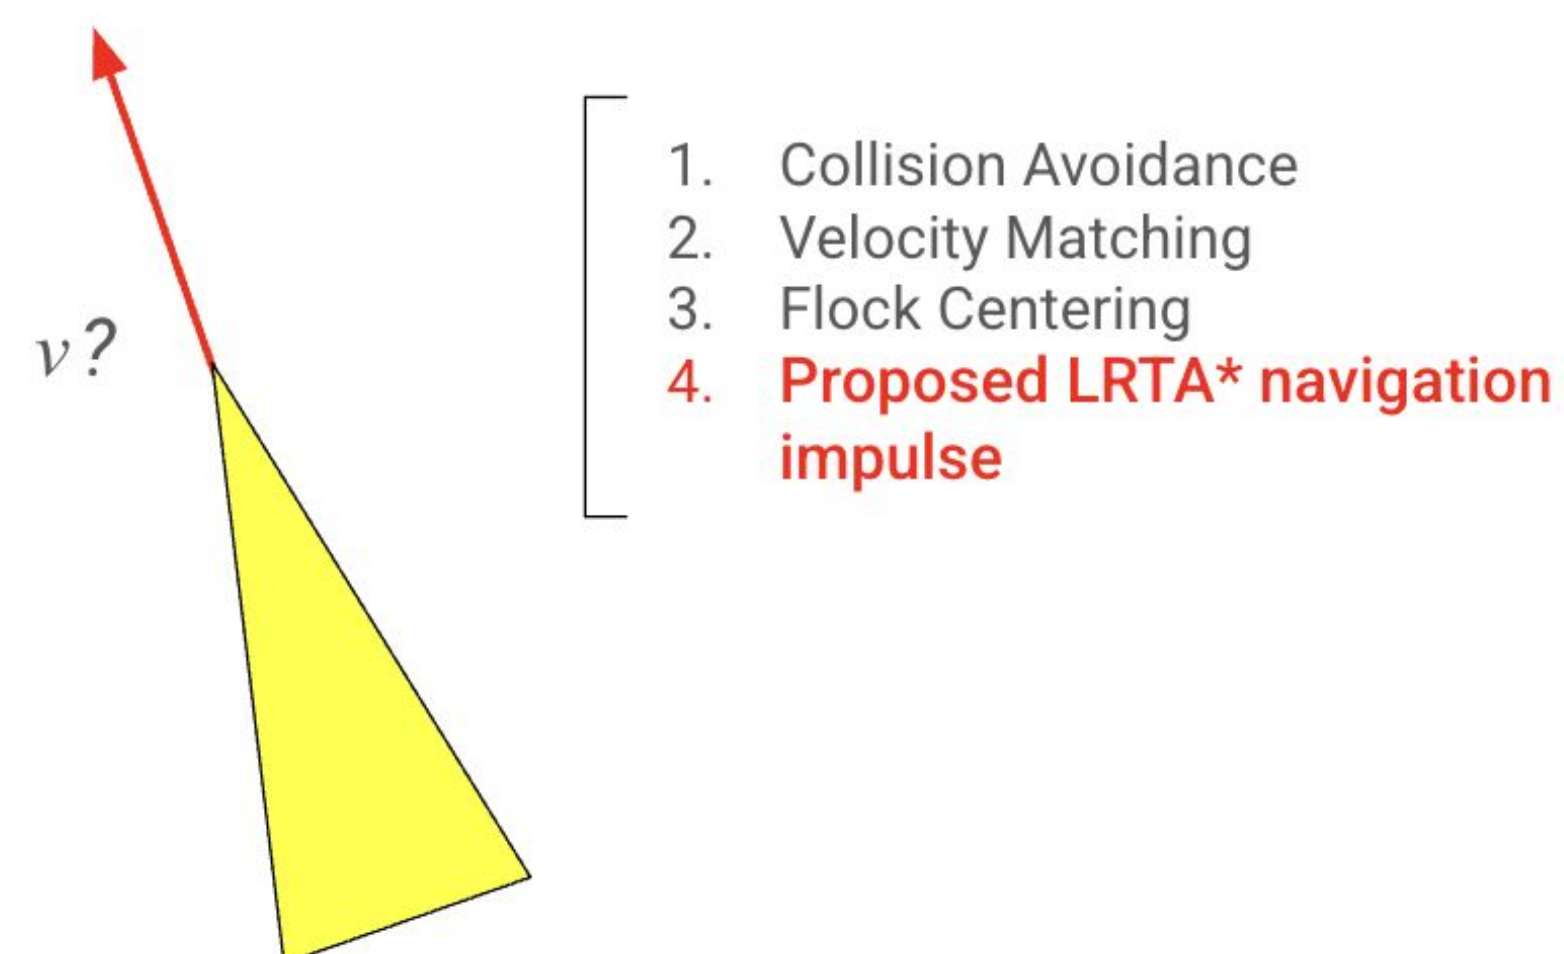 1. Collision Avoidance
2. Velocity Matching
3. Flock Centering
4. Proposed LRTA* navigation
impulse
v?